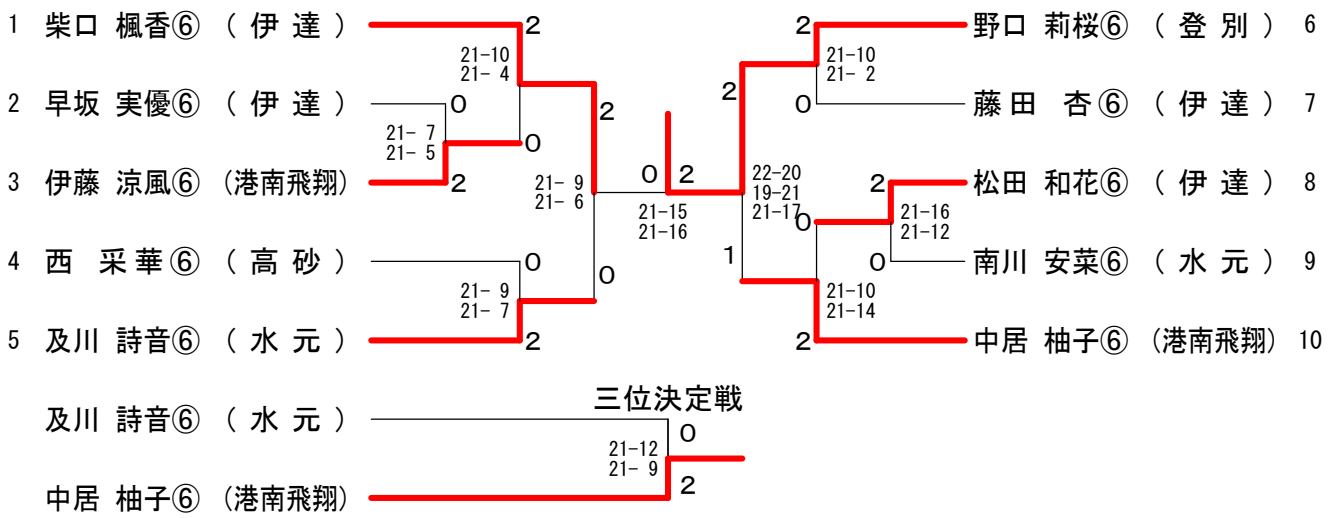 1 柴口 楓香⑥ （ 伊 達 ） 2 2 野口 莉桜⑥ （ 登 別 ） 6
21-10 21-10
21- 4 21- 2
2 早坂 実優⑥ （ 伊 達 ） 0 2 2 0 藤田 杏⑥ （ 伊 達 ） 7
21- 7 0
21- 5
3 伊藤 涼風⑥ (港南飛翔) 2 21- 9 0 2 22-20 2 松田 和花⑥ （ 伊 達 ） 8
21- 6 19-21
21-15 21-17 0 21-16
21-16 21-12
4 西 采華⑥ （ 高 砂 ） 0 0 1 0 南川 安菜⑥ （ 水 元 ） 9
21- 9 21-10
21- 7 21-14
5 及川 詩音⑥ （ 水 元 ） 2 2 中居 柚子⑥ (港南飛翔) 10
三位決定戦
及川 詩音⑥ （ 水 元 ） 0
21-12
21- 9
中居 柚子⑥ (港南飛翔) 2